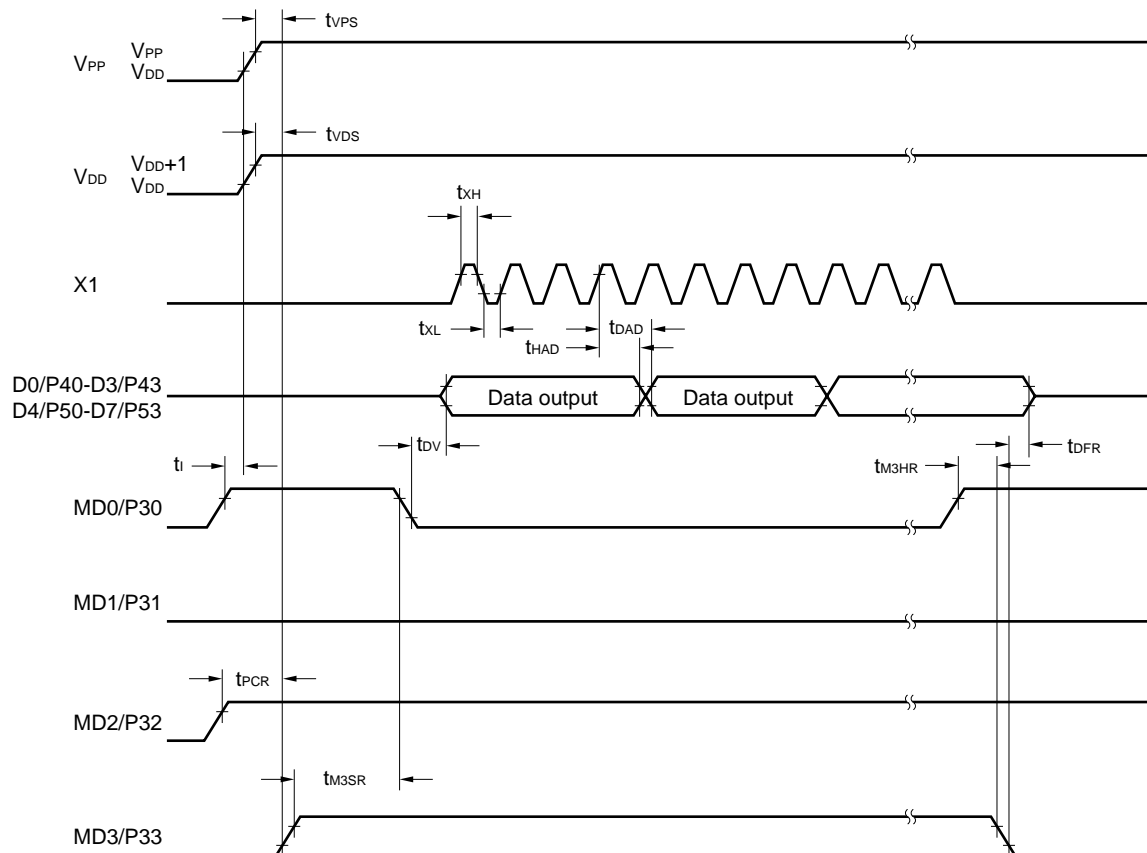 tVPS
VPP VPP
VDD
tVDS
VDD VDD+1
VDD
tXH
X1
tXL tDAD
tHAD
D0/P40-D3/P43
D4/P50-D7/P53
Data output Data output
tDV tDFR
tI tM3HR
MD0/P30
MD1/P31
tPCR
MD2/P32
tM3SR
MD3/P33